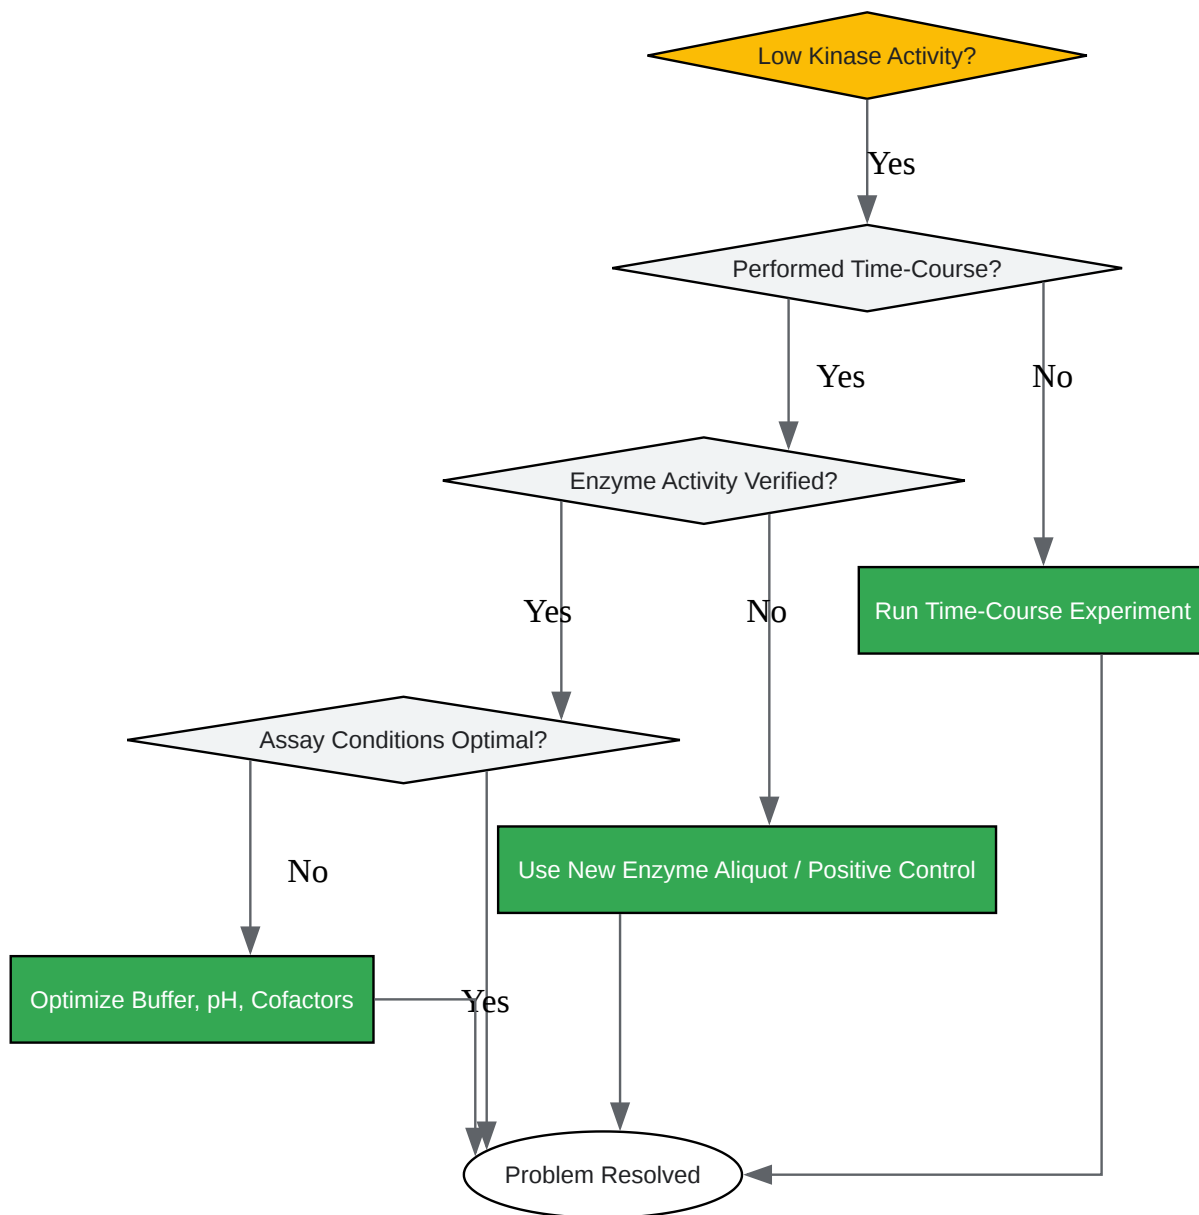 Low Kinase Activity?
Yes
Performed Time-Course?
Yes
No
Enzyme Activity Verified?
Yes
No
Run Time-Course Experiment
Assay Conditions Optimal?
No
Use New Enzyme Aliquot / Positive Control
Optimize Buffer, pH, Cofactors
Yes
Problem Resolved